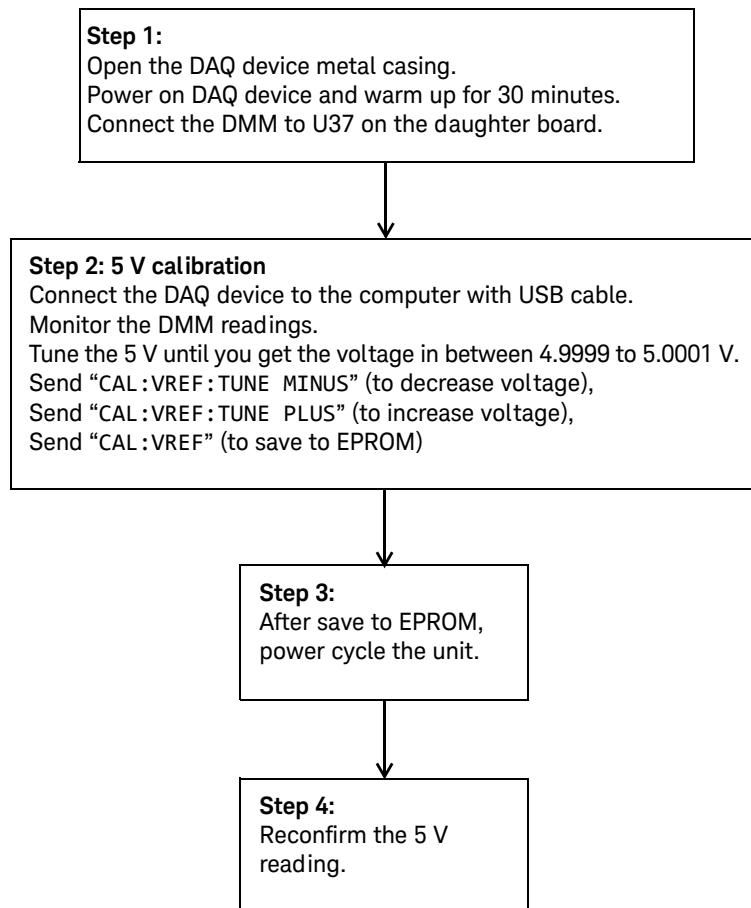 Step 1:
Open the DAQ device metal casing.
Power on DAQ device and warm up for 30 minutes.
Connect the DMM to U37 on the daughter board.
Step 2: 5 V calibration
Connect the DAQ device to the computer with USB cable.
Monitor the DMM readings.
Tune the 5 V until you get the voltage in between 4.9999 to 5.0001 V.
Send “CAL:VREF:TUNE MINUS” (to decrease voltage),
Send “CAL:VREF:TUNE PLUS” (to increase voltage),
Send “CAL:VREF” (to save to EPROM)
Step 3:
After save to EPROM,
power cycle the unit.
Step 4:
Reconfirm the 5 V
reading.